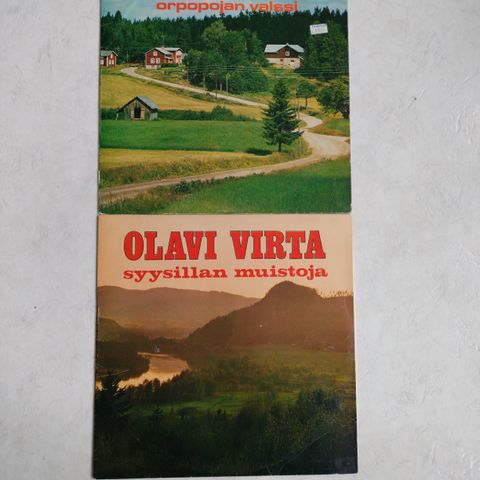 orpopojan valssi
OLAVI VIRTA
syysillan muistoja